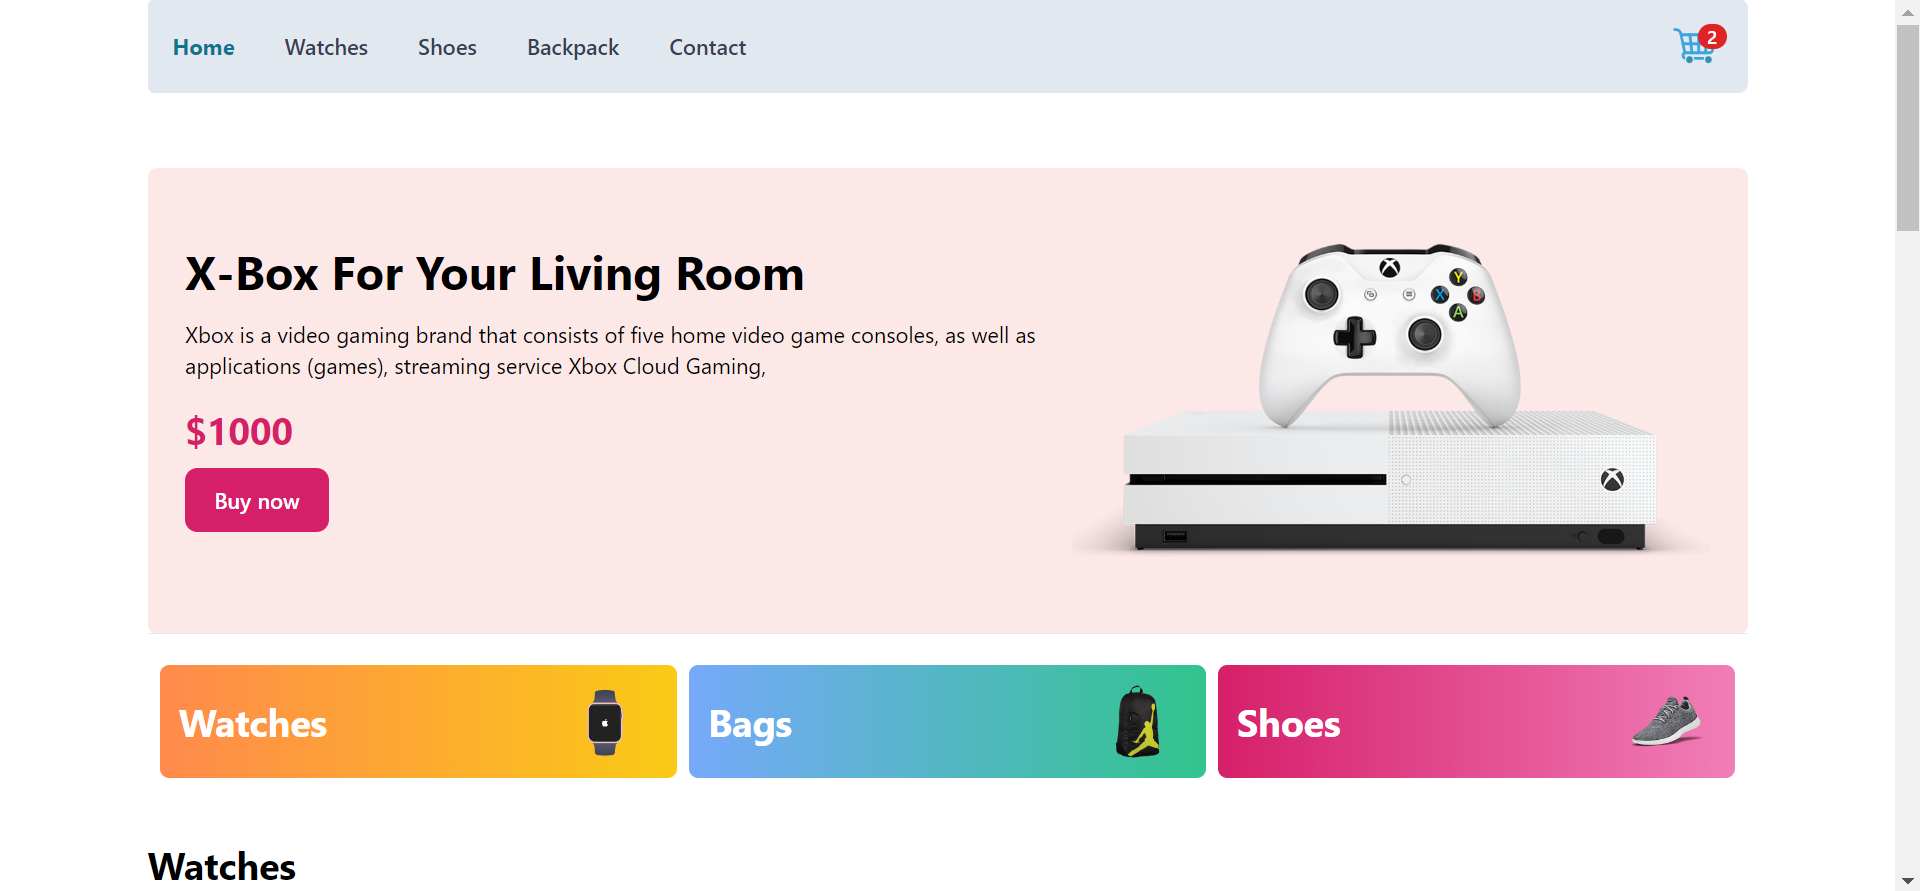 Home
Watches
Shoes
Backpack
Contact
2
X-Box For Your Living Room
Xbox is a video gaming brand that consists of five home video game consoles, as well as
applications (games), streaming service Xbox Cloud Gaming,
$1000
Buy now
Y
X
B
A
Watches
Bags
Shoes
Watches